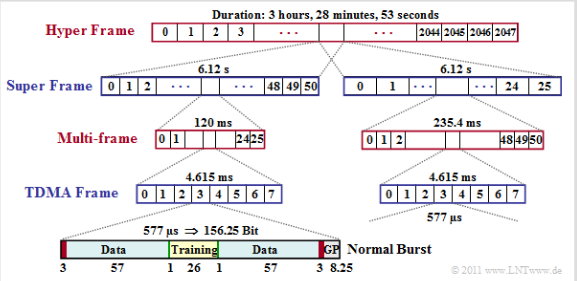 Duration: 3 hours, 28 minutes, 53 seconds
Hyper Frame 0 1 2 3 · · · · · · 2044 2045 2046 2047
6.12 s 6.12 s
Super Frame 0 1 2 · · · · · · 48 49 50 0 1 · · · · · · 24 25
120 ms 235.4 ms
Multi-frame 0 1 24 25 0 1 2 48 49 50
4.615 ms 4.615 ms
TDMA Frame 0 1 2 3 4 5 6 7 0 1 2 3 4 5 6 7
577 µs
577 µs ⇒ 156.25 Bit
Data Training Data GP Normal Burst
3 57 1 26 1 57 3 8.25
© 2011 www.LNTwww.de